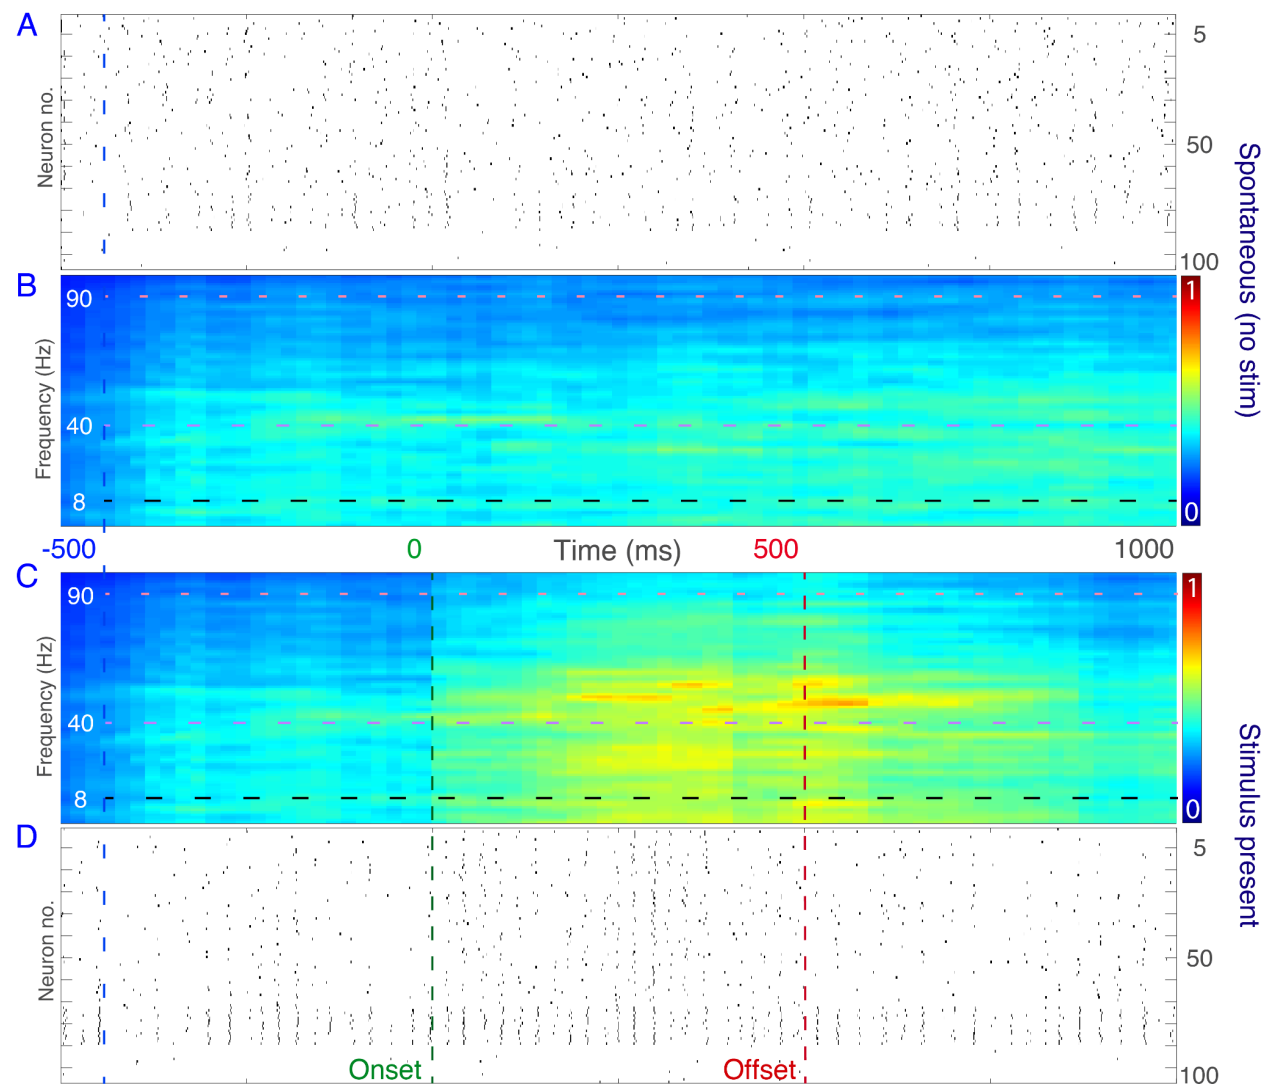 A
5
Neuron no.
50
100
Spontaneous (no stim)
B
90
40
8
Frequency (Hz)
1
0
-500
0
Time (ms)
500
1000
C
90
40
8
Frequency (Hz)
1
0
Stimulus present
D
5
Neuron no.
50
100
Onset
Offset